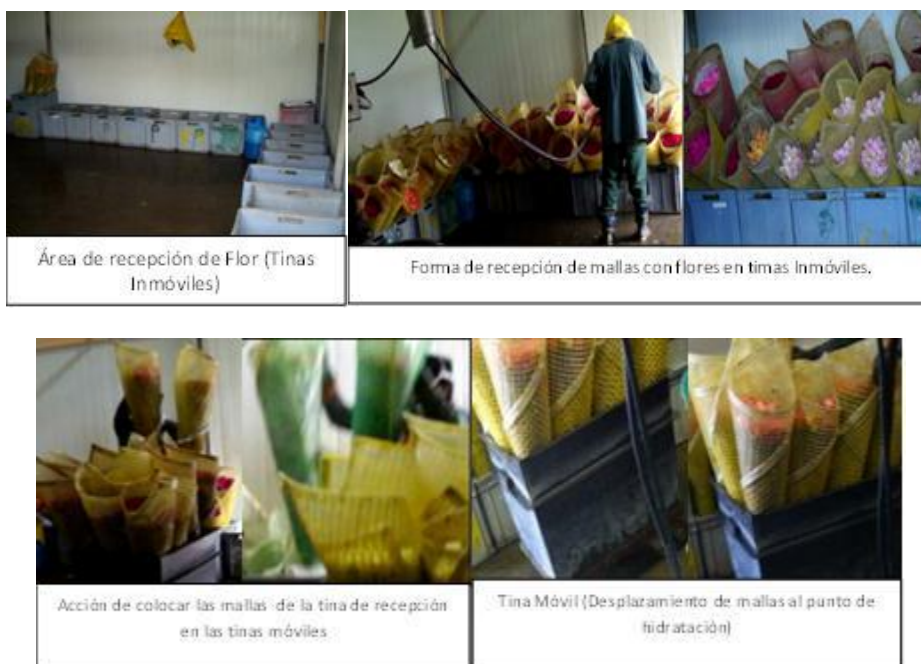 Área de recepción de Flor (Tinas
Inmóviles)
Forma de recepción de mallas con flores en timas Inmóviles.
Acción de colocar las mallas de la tina de recepción
en las tinas móviles
Tina Móvil (Desplazamiento de mallas al punto de
hidratación)